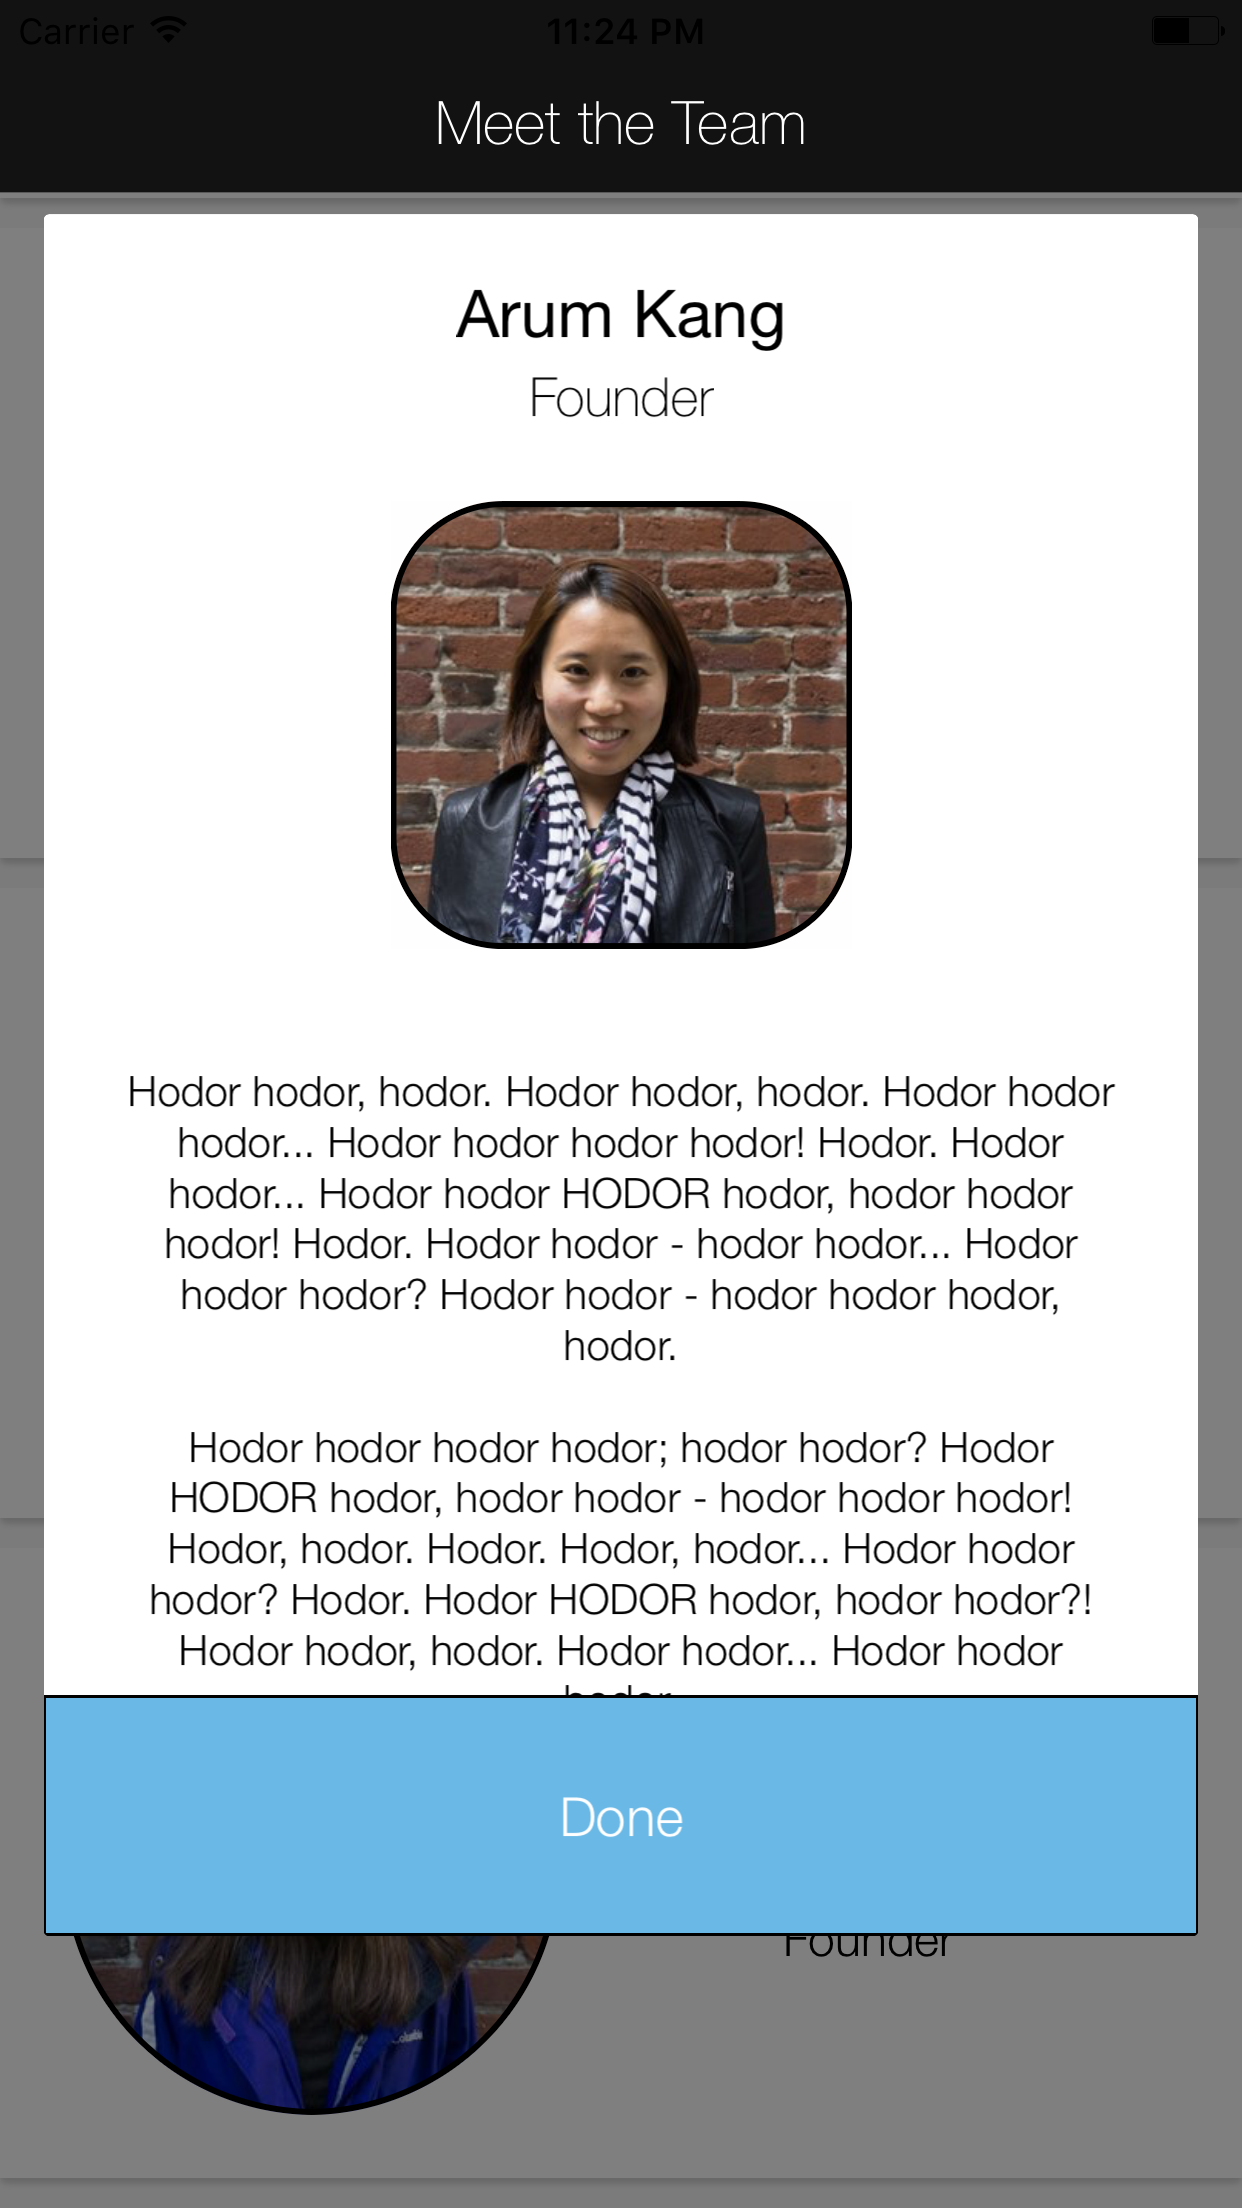 Carrier 11:24 PM
Meet the Team
Arum Kang
Founder
Hodor hodor, hodor. Hodor hodor, hodor. Hodor hodor
hodor... Hodor hodor hodor hodor! Hodor. Hodor
hodor... Hodor hodor HODOR hodor, hodor hodor
hodor! Hodor. Hodor hodor - hodor hodor... Hodor
hodor hodor? Hodor hodor - hodor hodor hodor,
hodor.
Hodor hodor hodor hodor; hodor hodor? Hodor
HODOR hodor, hodor hodor - hodor hodor hodor!
Hodor, hodor. Hodor. Hodor, hodor... Hodor hodor
hodor? Hodor. Hodor HODOR hodor, hodor hodor?!
Hodor hodor, hodor. Hodor hodor... Hodor hodor
hodor
Done
Founder
Columbia